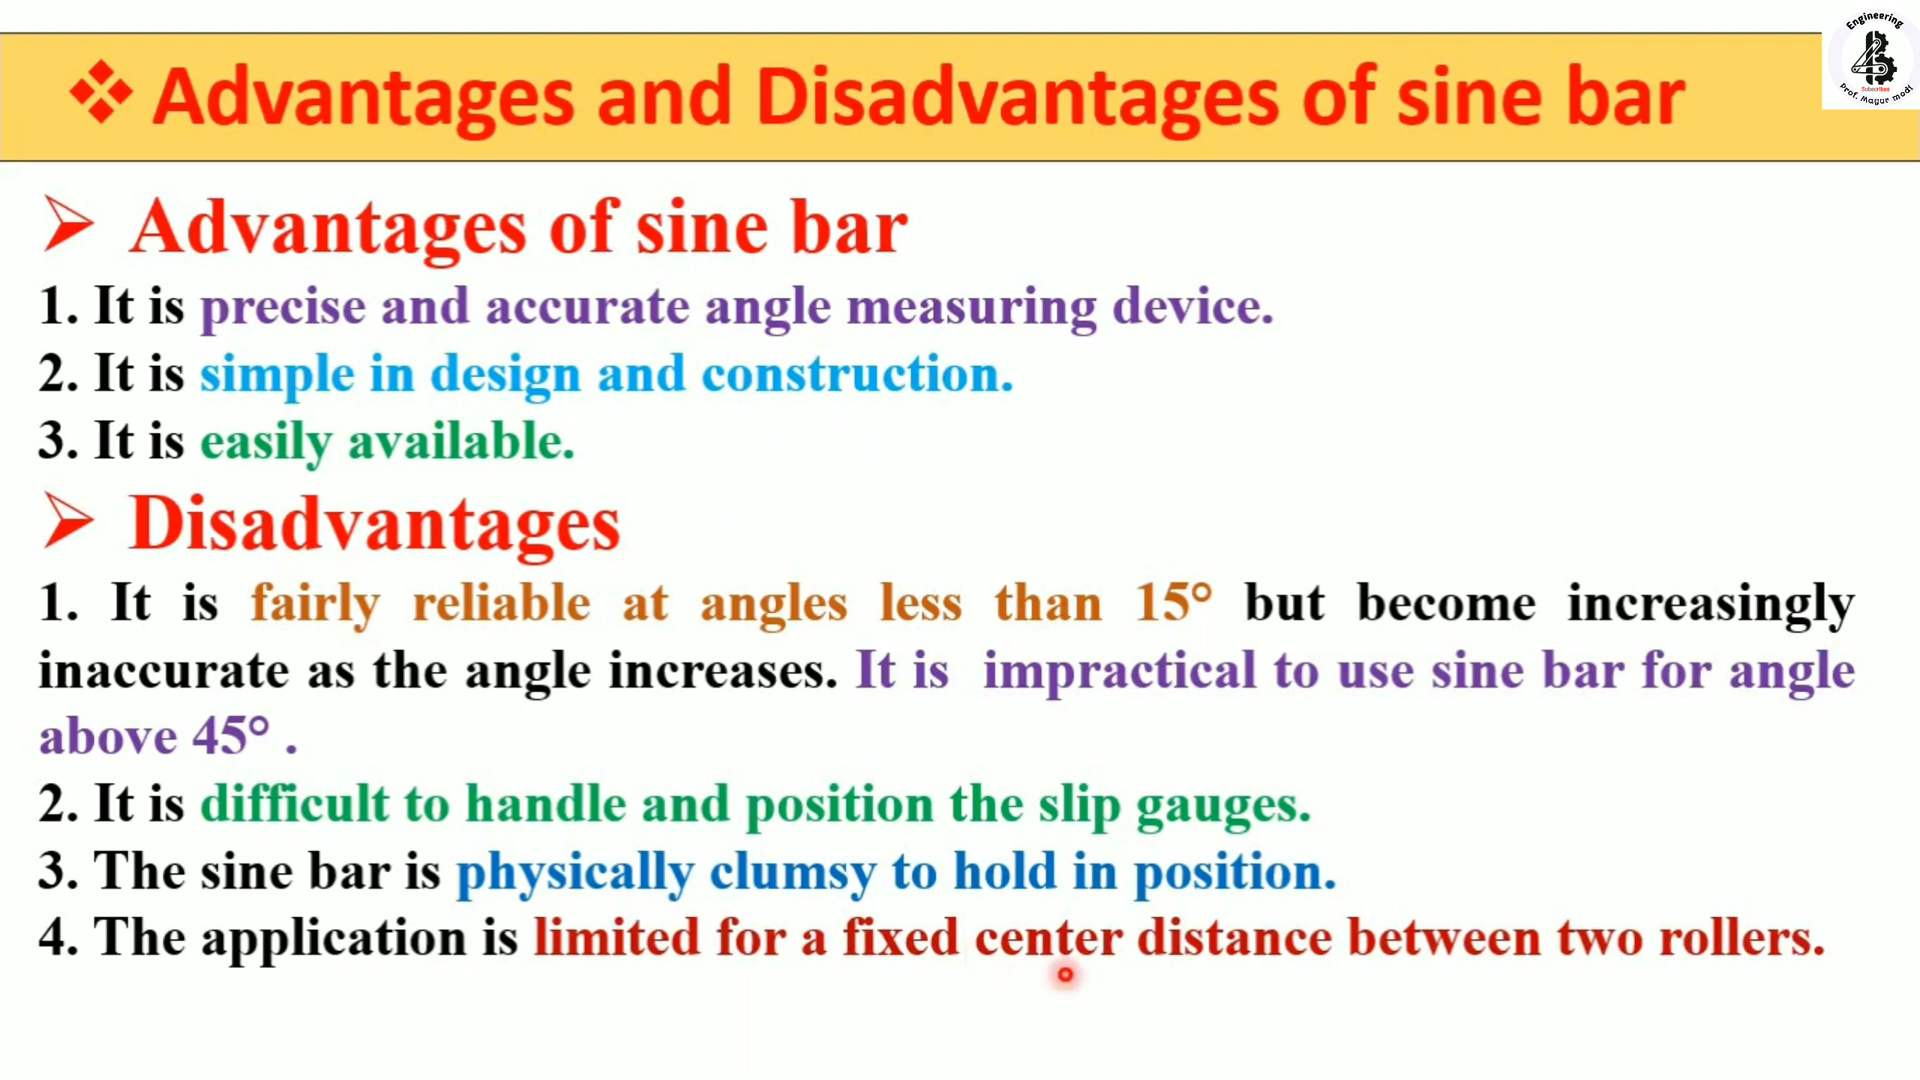 Engineering
Subscribes
Prof. Mayur modi
❖ Advantages and Disadvantages of sine bar
➢ Advantages of sine bar
1. It is precise and accurate angle measuring device.
2. It is simple in design and construction.
3. It is easily available.
➢ Disadvantages
1. It is fairly reliable at angles less than 15° but become increasingly
inaccurate as the angle increases. It is impractical to use sine bar for angle
above 45° .
2. It is difficult to handle and position the slip gauges.
3. The sine bar is physically clumsy to hold in position.
4. The application is limited for a fixed center distance between two rollers.